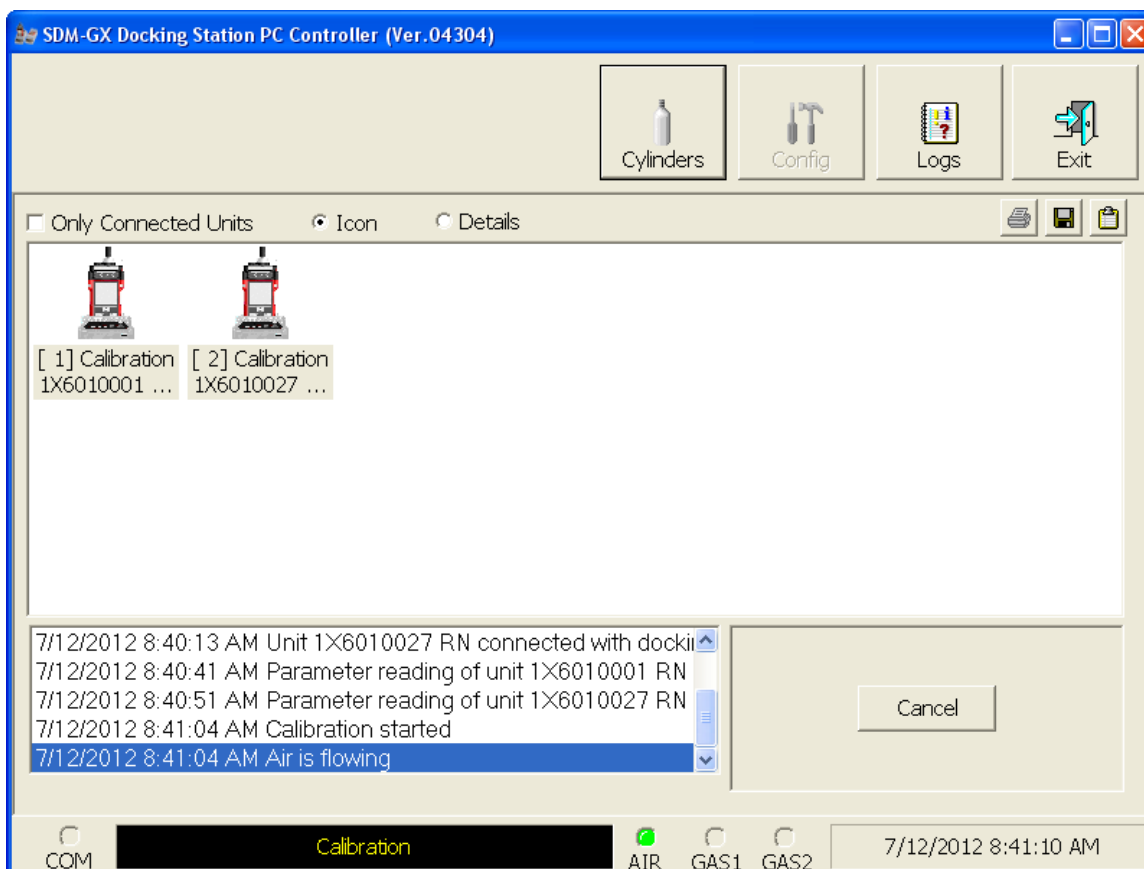 SDM-GX Docking Station PC Controller (Ver.04304)
Cylinders
Config
Logs
Exit
Only Connected Units
Icon
Details
[ 1] Calibration
1X6010001 ...
[ 2] Calibration
1X6010027 ...
7/12/2012 8:40:13 AM Unit 1X6010027 RN connected with docki
7/12/2012 8:40:41 AM Parameter reading of unit 1X6010001 RN
7/12/2012 8:40:51 AM Parameter reading of unit 1X6010027 RN
7/12/2012 8:41:04 AM Calibration started
7/12/2012 8:41:04 AM Air is flowing
Cancel
COM
Calibration
AIR
GAS1
GAS2
7/12/2012 8:41:10 AM